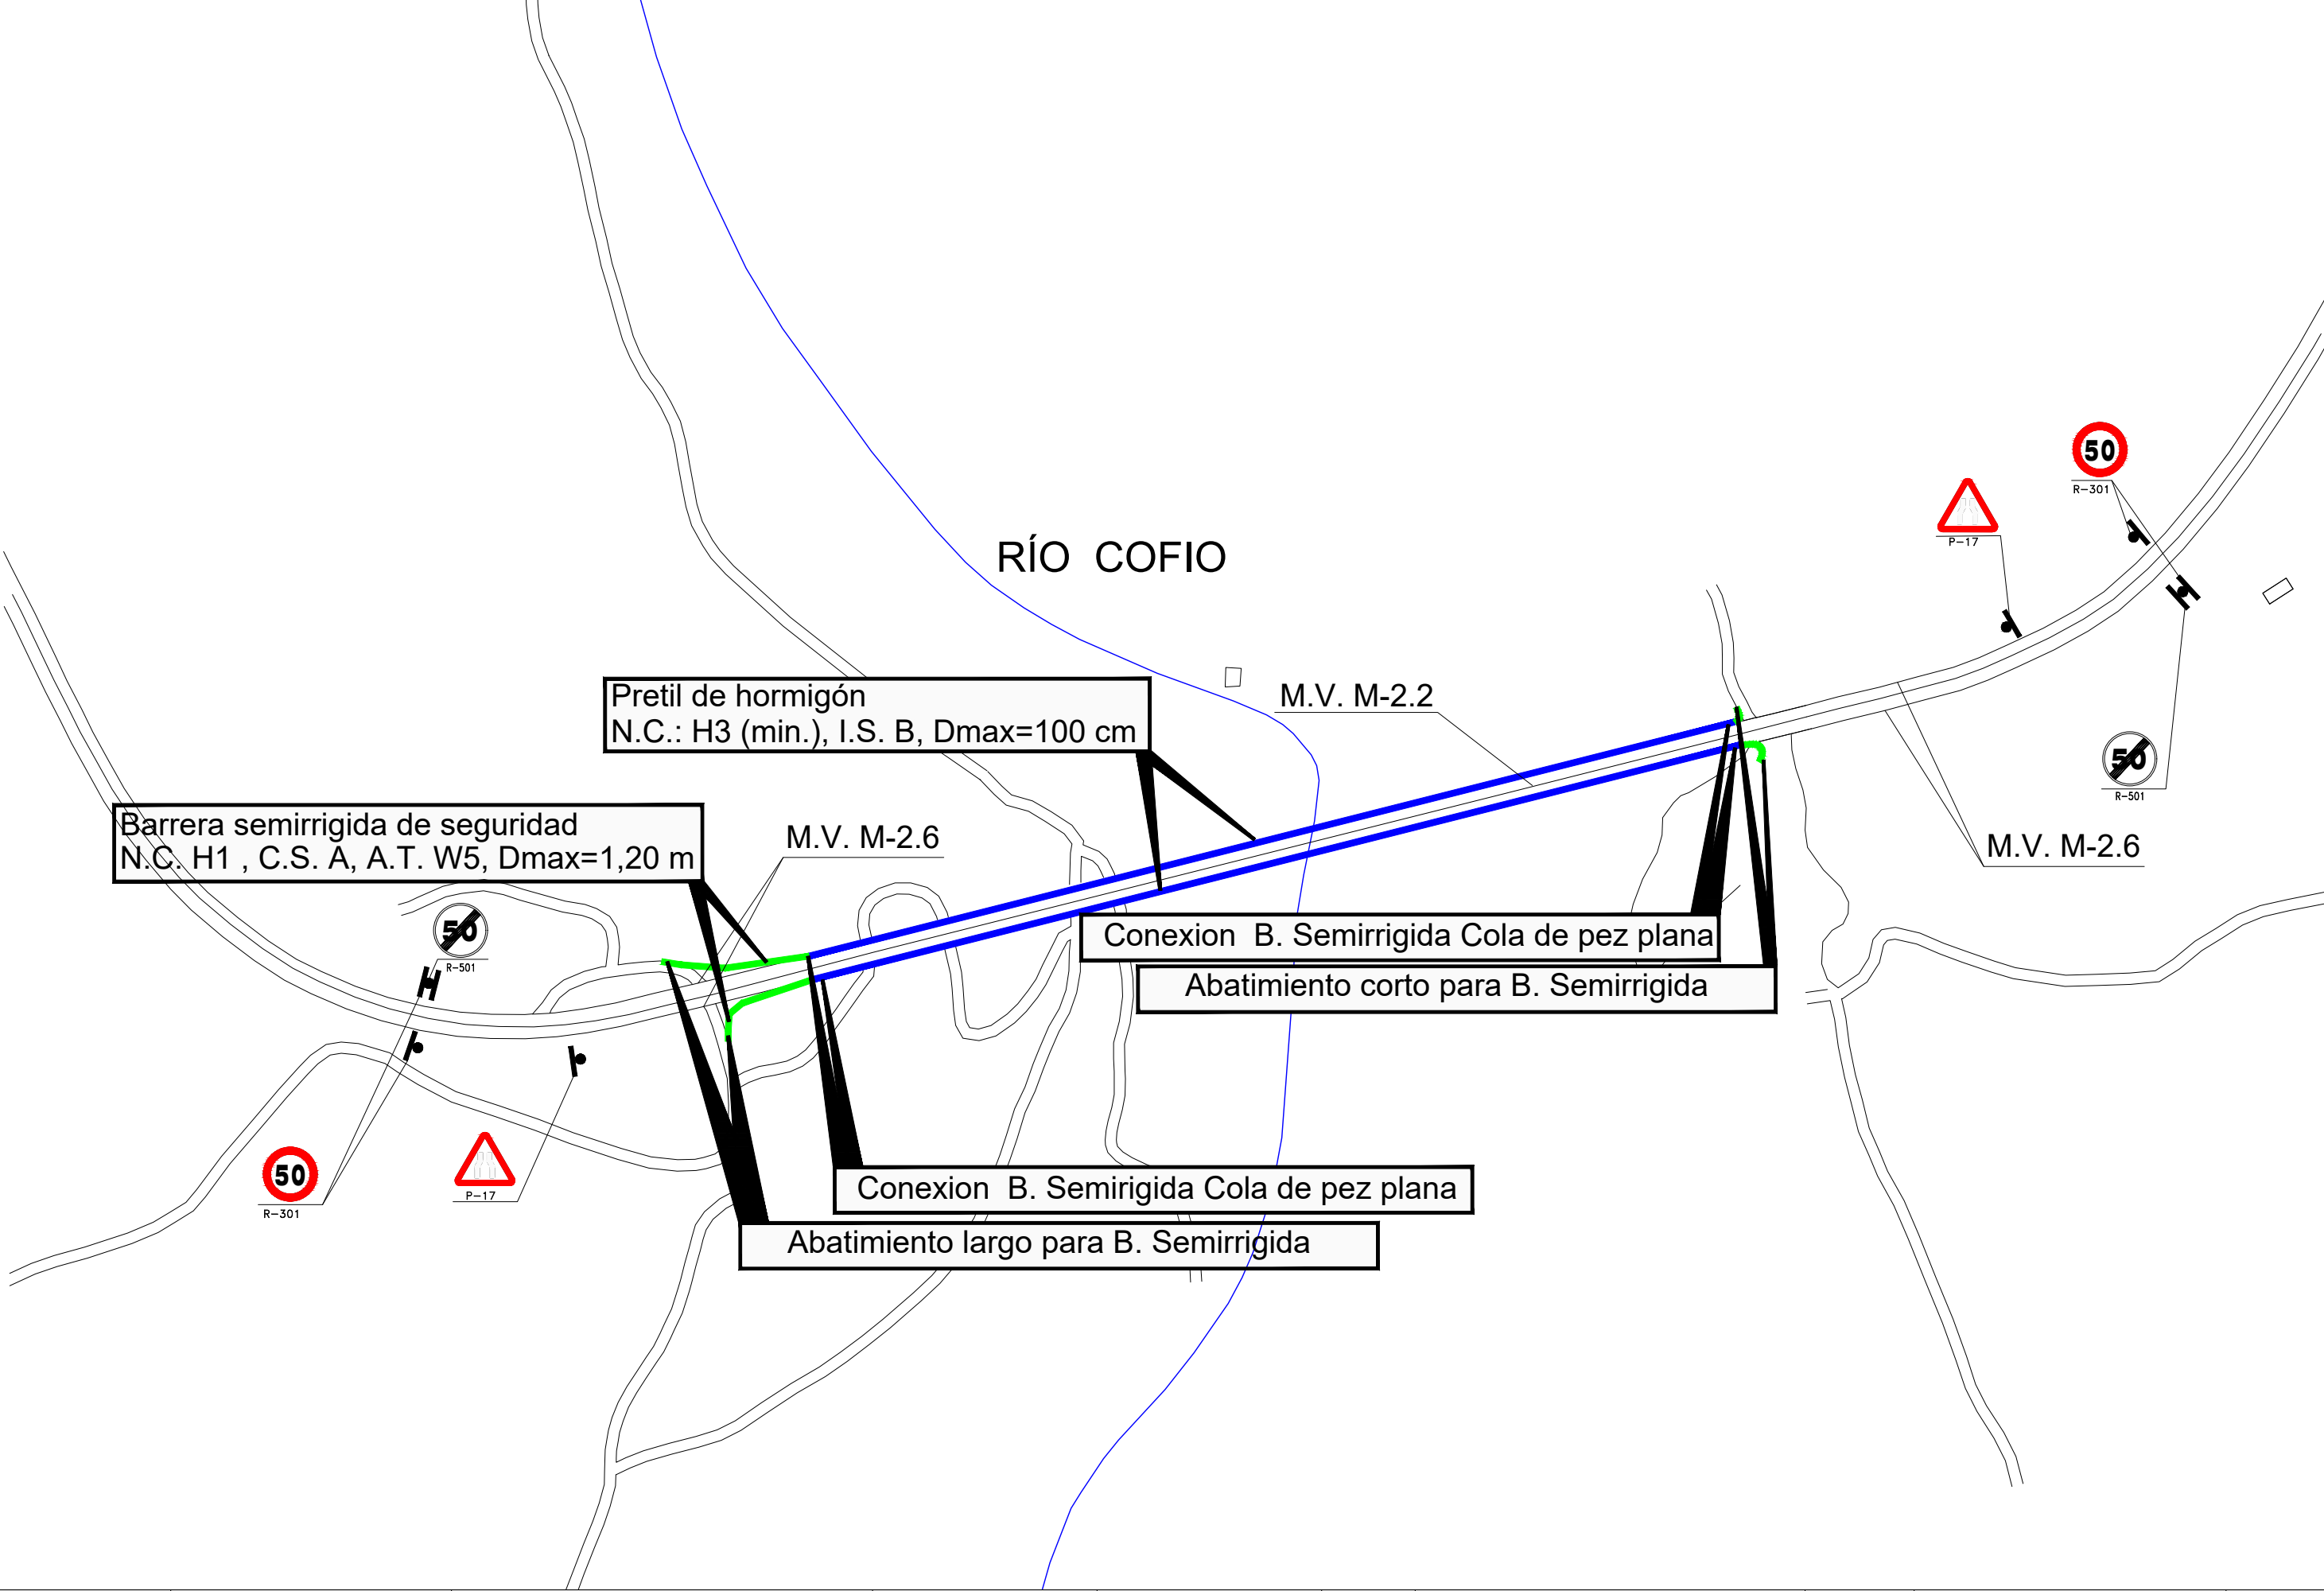 50
R-301
P-17
RÍO COFIO
Pretil de hormigón
N.C.: H3 (min.), I.S. B, Dmax=100 cm
M.V. M-2.2
50
R-501
Barrera semirrigida de seguridad
N.C. H1 , C.S. A, A.T. W5, Dmax=1,20 m
M.V. M-2.6
M.V. M-2.6
50
R-501
Conexion B. Semirrigida Cola de pez plana
Abatimiento corto para B. Semirrigida
50
R-301
P-17
Conexion B. Semirigida Cola de pez plana
Abatimiento largo para B. Semirrigida